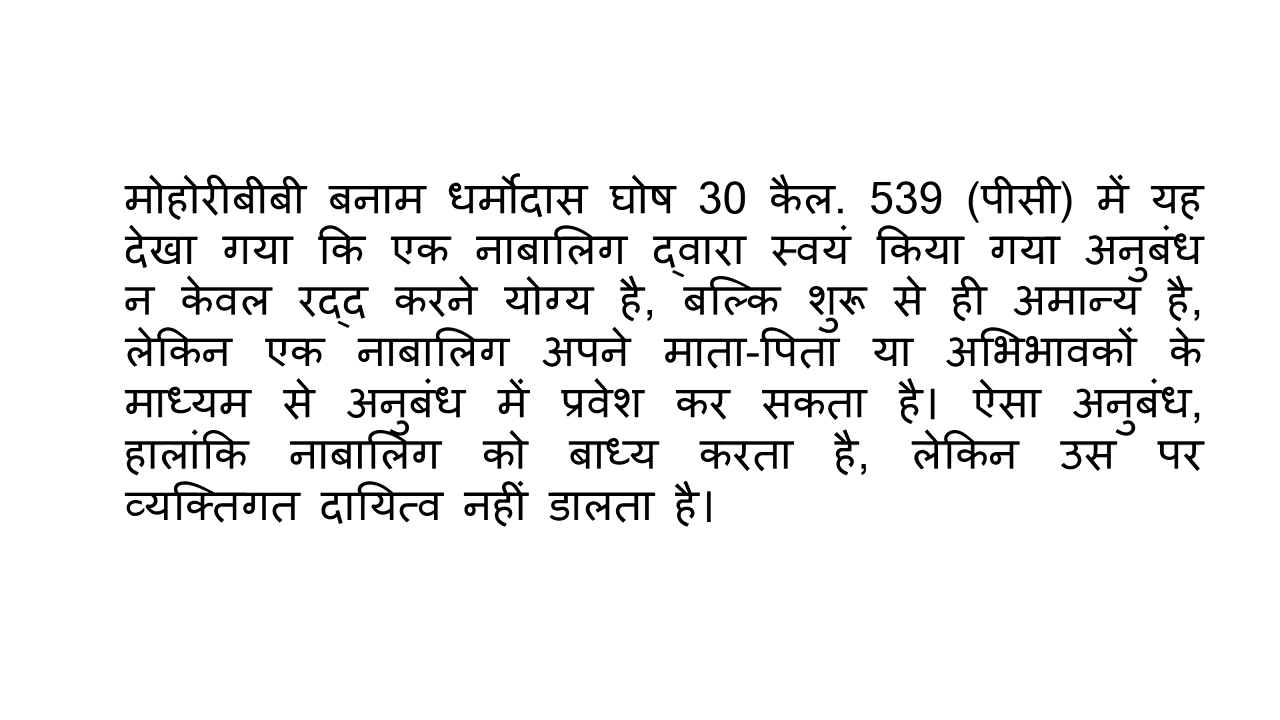 मोहोरीबीबी बनाम धर्मोदास घोष 30 कैल. 539 (पीसी) में यह
देखा गया कि एक नाबालिग द्वारा स्वयं किया गया अनुबंध
न केवल रद्द करने योग्य है, बल्कि शुरू से ही अमान्य है,
लेकिन एक नाबालिग अपने माता-पिता या अभिभावकों के
माध्यम से अनुबंध में प्रवेश कर सकता है। ऐसा अनुबंध,
हालांकि नाबालिग को बाध्य करता है, लेकिन उस पर
व्यक्तिगत दायित्व नहीं डालता है।